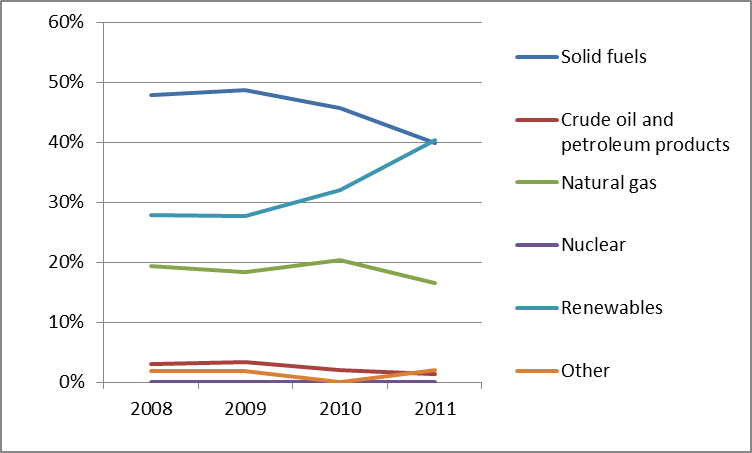 60%
50%
40%
30%
20%
10%
0%
2008 2009 2010 2011
Solid fuels
Crude oil and
petroleum products
Natural gas
Nuclear
Renewables
Other